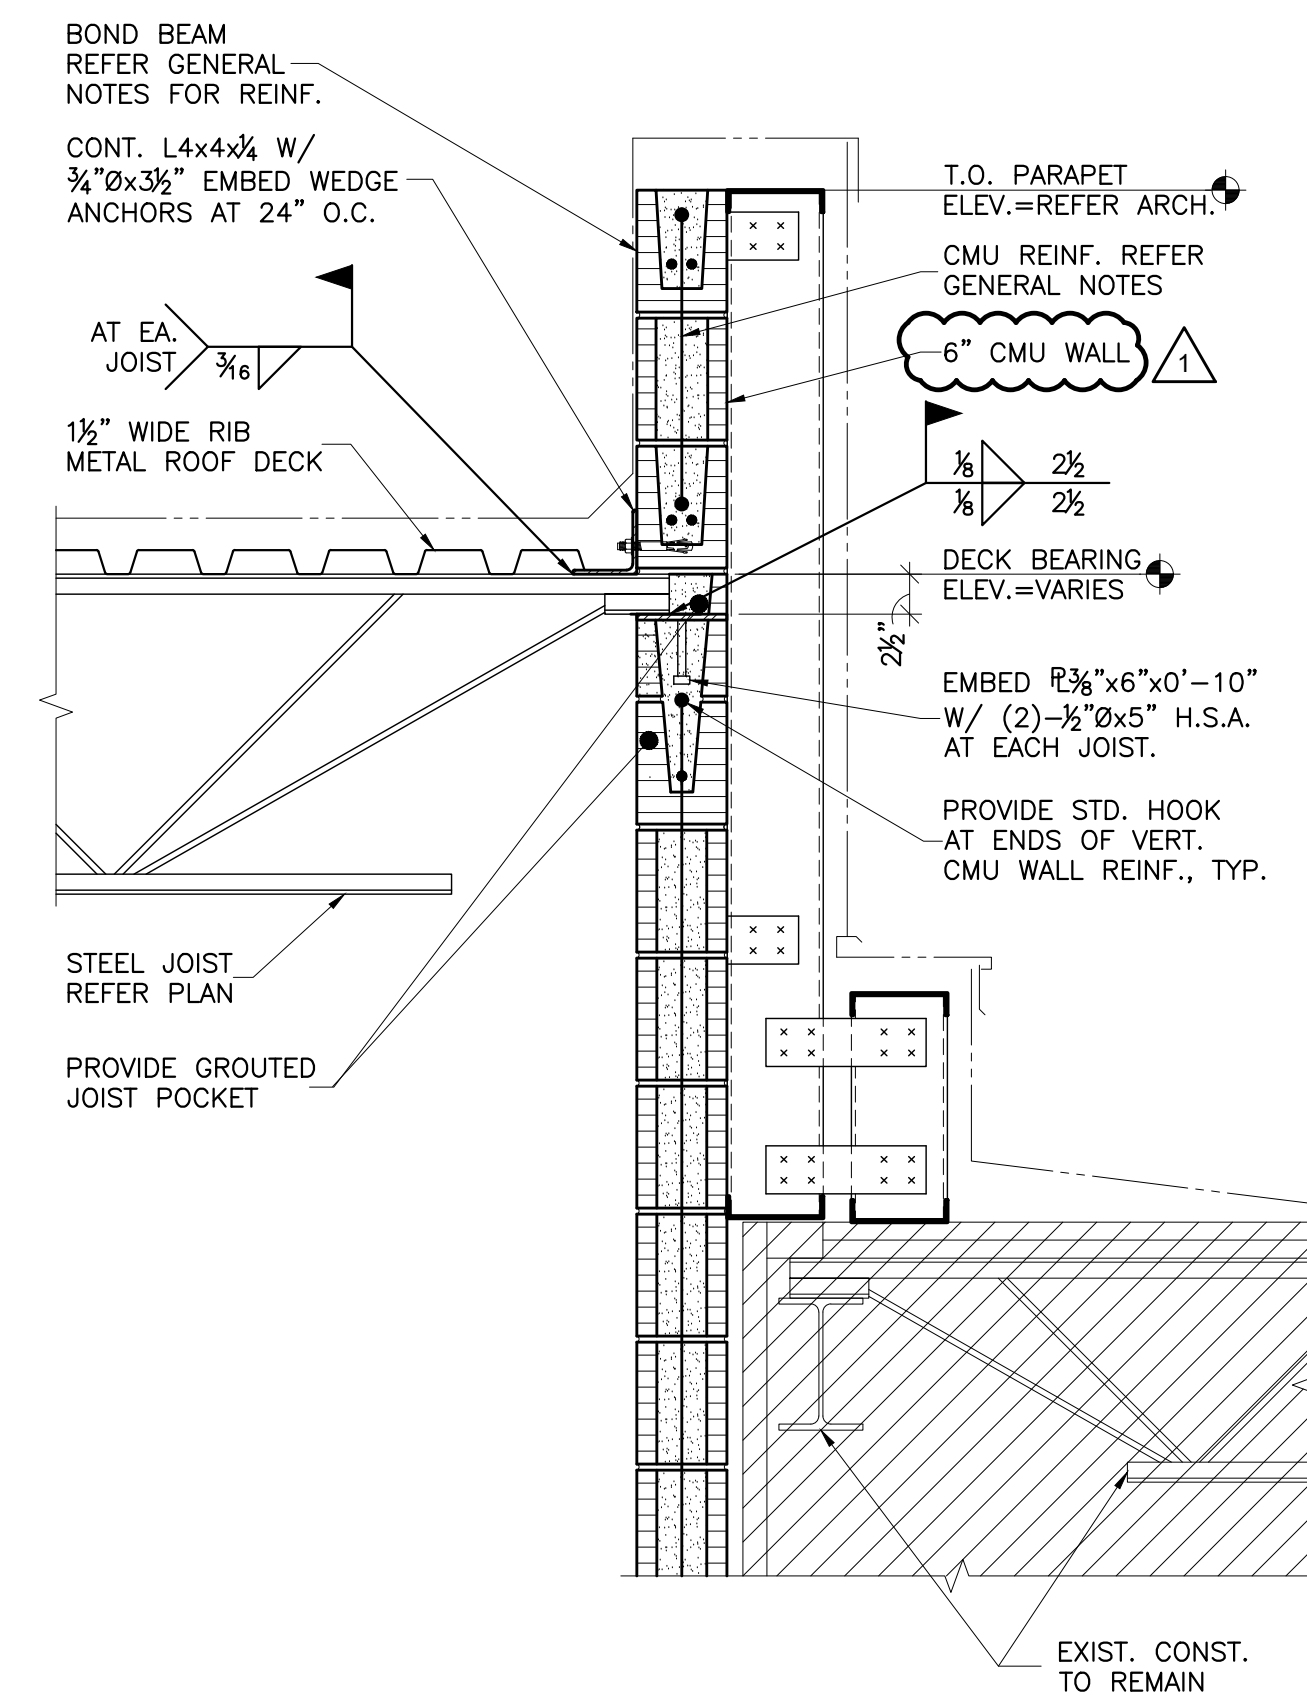 BOND BEAM
REFER GENERAL
NOTES FOR REINF.
CONT. L4x4x¼ W/
¾"Øx3½" EMBED WEDGE
ANCHORS AT 24" O.C.
AT EA.
JOIST
3/16
1½" WIDE RIB
METAL ROOF DECK
STEEL JOIST
REFER PLAN
PROVIDE GROUTED
JOIST POCKET
T.O. PARAPET
ELEV.=REFER ARCH.
CMU REINF. REFER
GENERAL NOTES
6" CMU WALL
1
⅛ 2½
⅛ 2½
DECK BEARING
ELEV.=VARIES
2½"
EMBED ⅊⅜"x6"x0'-10"
W/ (2)-½"Øx5" H.S.A.
AT EACH JOIST.
PROVIDE STD. HOOK
AT ENDS OF VERT.
CMU WALL REINF., TYP.
EXIST. CONST.
TO REMAIN